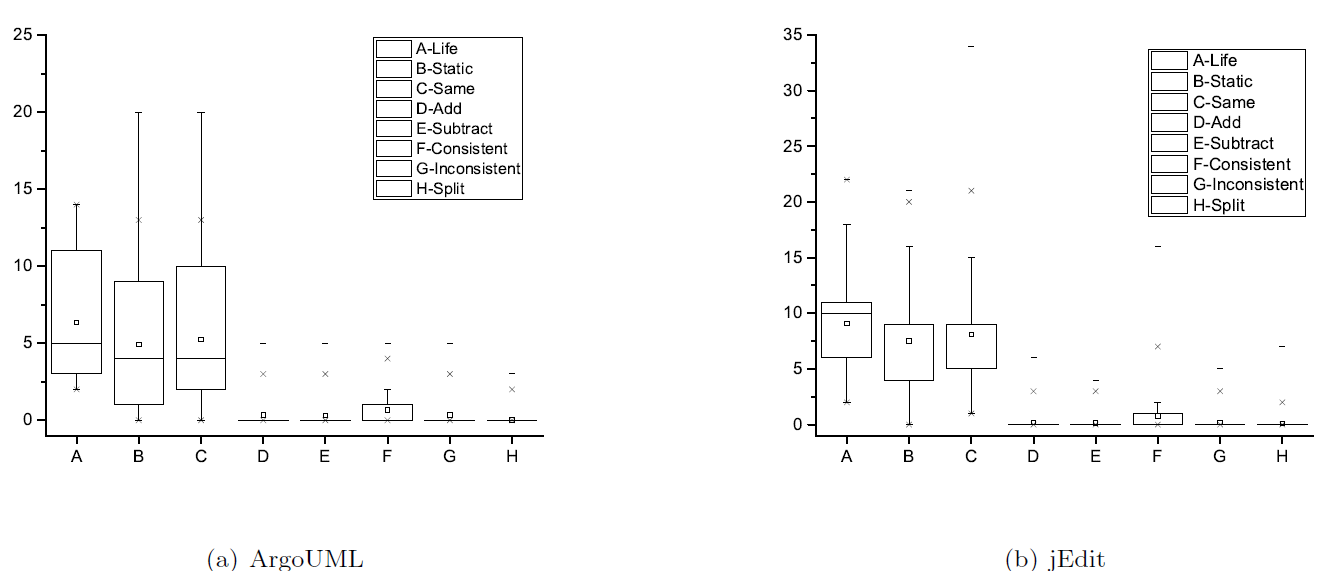 25
20
15
10
5
0
A B C D E F G H
A-Life
B-Static
C-Same
D-Add
E-Subtract
F-Consistent
G-Inconsistent
H-Split
(a) ArgoUML
35
30
25
20
15
10
5
0
A B C D E F G H
A-Life
B-Static
C-Same
D-Add
E-Subtract
F-Consistent
G-Inconsistent
H-Split
(b) jEdit